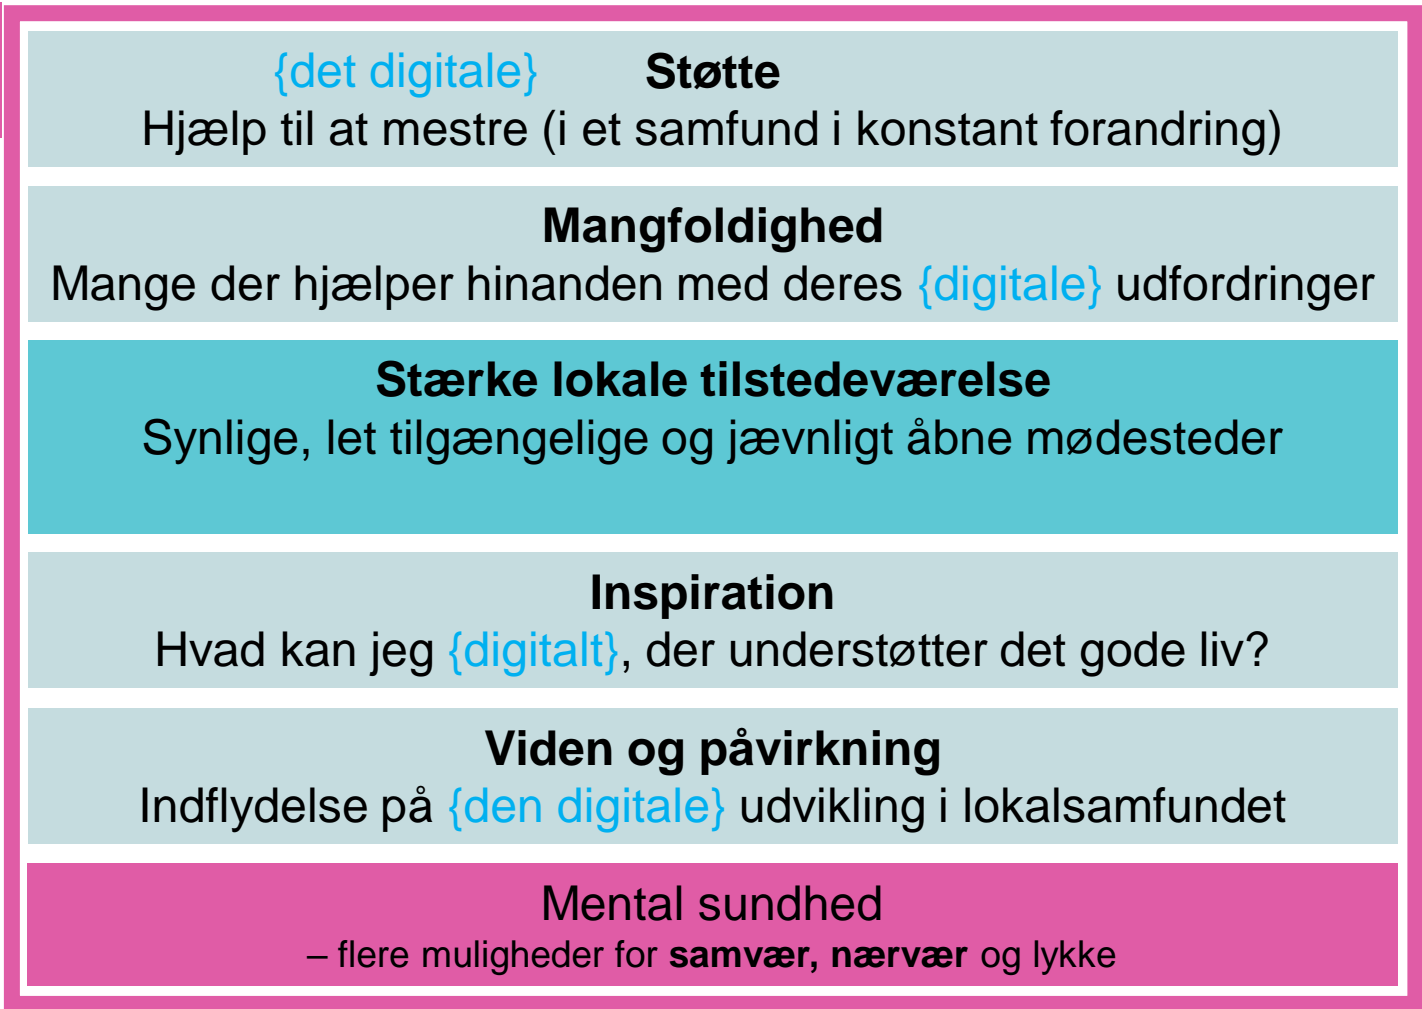 {det digitale} Støtte
Hjælp til at mestre (i et samfund i konstant forandring)
Mangfoldighed
Mange der hjælper hinanden med deres {digitale} udfordringer
Stærke lokale tilstedeværelse
Synlige, let tilgængelige og jævnligt åbne mødesteder
Inspiration
Hvad kan jeg {digitalt}, der understøtter det gode liv?
Viden og påvirkning
Indflydelse på {den digitale} udvikling i lokalsamfundet
Mental sundhed
– flere muligheder for samvær, nærvær og lykke